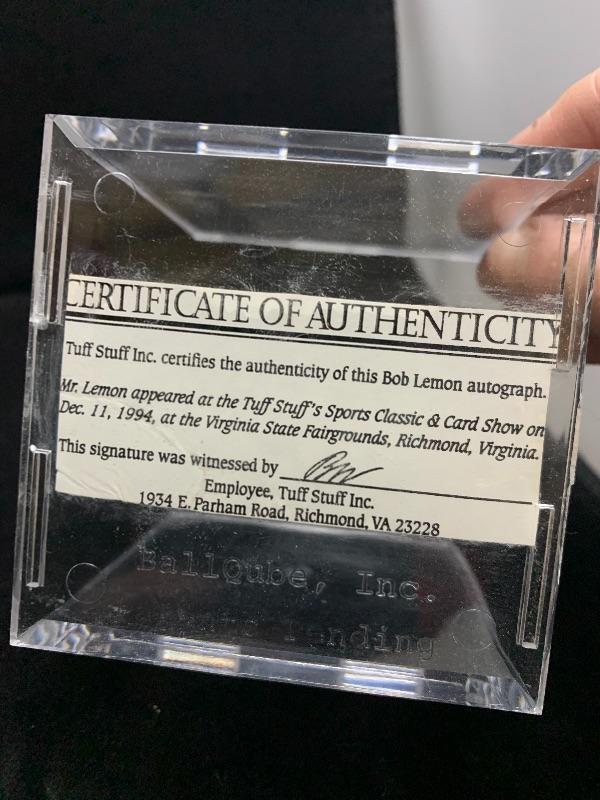 CERTIFICATE OF AUTHENTICITY
Tuff Stuff Inc. certifies the authenticity of this Bob Lemon autograph.
Mr. Lemon appeared at the Tuff Stuff's Sports Classic & Card Show on
Dec. 11, 1994, at the Virginia State Fairgrounds, Richmond, Virginia.
This signature was witnessed by
Employee, Tuff Stuff Inc.
1934 E. Parham Road, Richmond, VA 23228
BallQube, Inc.
Pending